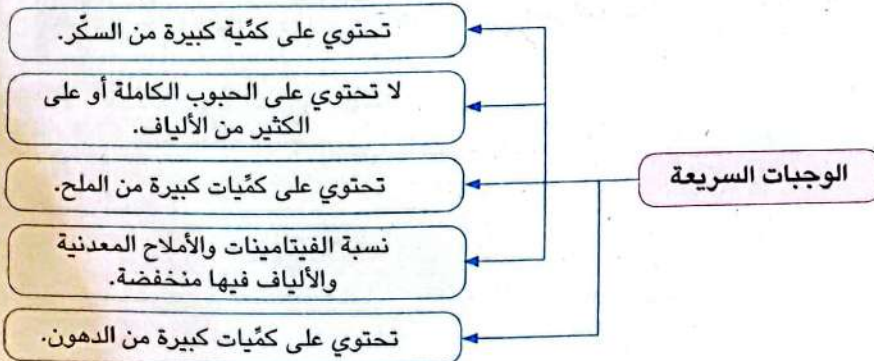 الوجبات السريعة
تحتوي على كمِّية كبيرة من السكّر.
لا تحتوي على الحبوب الكاملة أو على
الكثير من الألياف.
تحتوي على كمِّيات كبيرة من الملح.
نسبة الفيتامينات والأملاح المعدنية
والألياف فيها منخفضة.
تحتوي على كمِّيات كبيرة من الدهون.